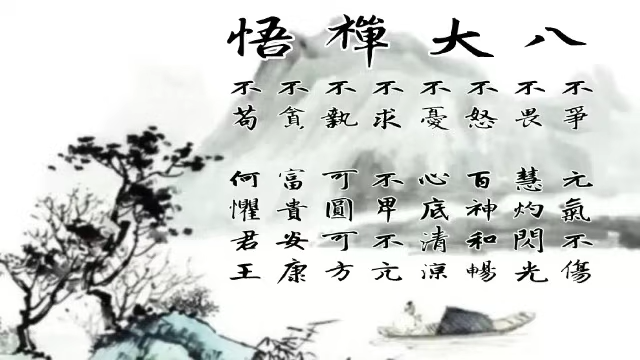 八大禪悟
不爭 元氣不傷
不畏 慧灼閃光
不怒 百神和暢
不憂 心底清涼
不求 不卑不亢
不執 可圓可方
不貪 富貴安康
不苟 何懼君王